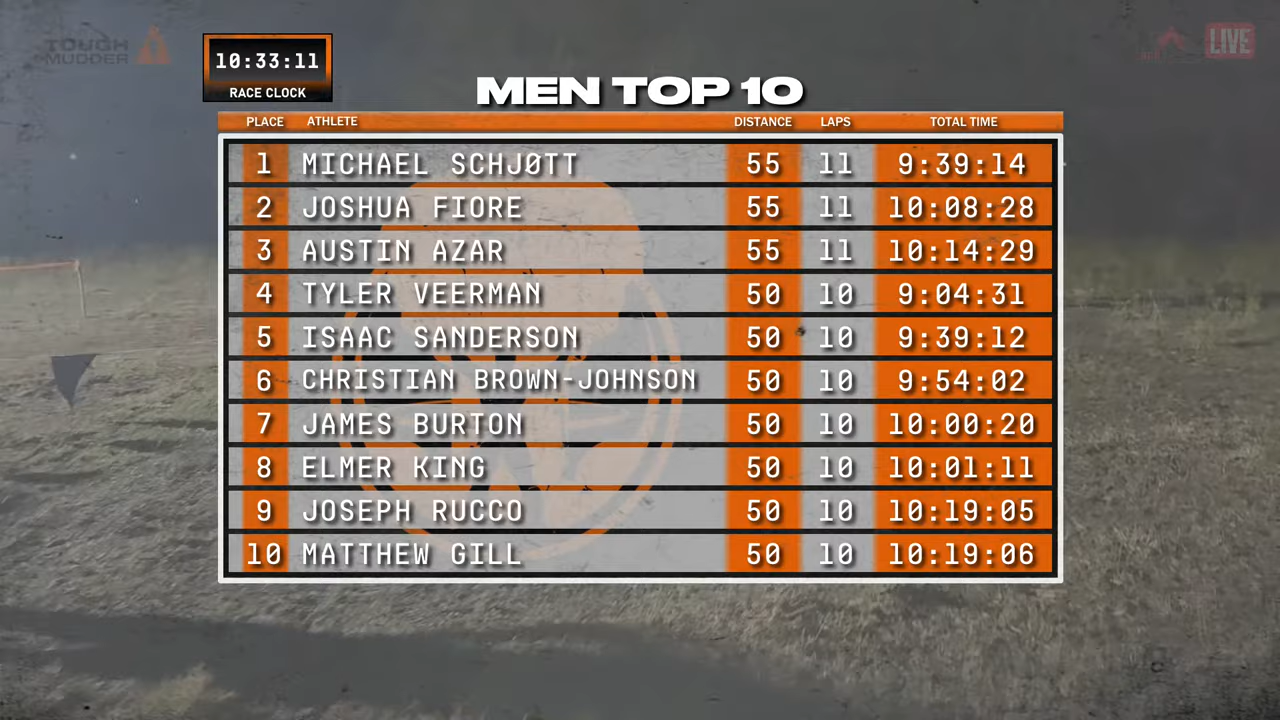 TOUGH
MUDDER
10:33:11
RACE CLOCK
LIVE
MEN TOP 10
PLACE ATHLETE DISTANCE LAPS TOTAL TIME
1 MICHAEL SCHJØTT 55 11 9:39:14
2 JOSHUA FIORE 55 11 10:08:28
3 AUSTIN AZAR 55 11 10:14:29
4 TYLER VEERMAN 50 10 9:04:31
5 ISAAC SANDERSON 50 10 9:39:12
6 CHRISTIAN BROWN-JOHNSON 50 10 9:54:02
7 JAMES BURTON 50 10 10:00:20
8 ELMER KING 50 10 10:01:11
9 JOSEPH RUCCO 50 10 10:19:05
10 MATTHEW GILL 50 10 10:19:06